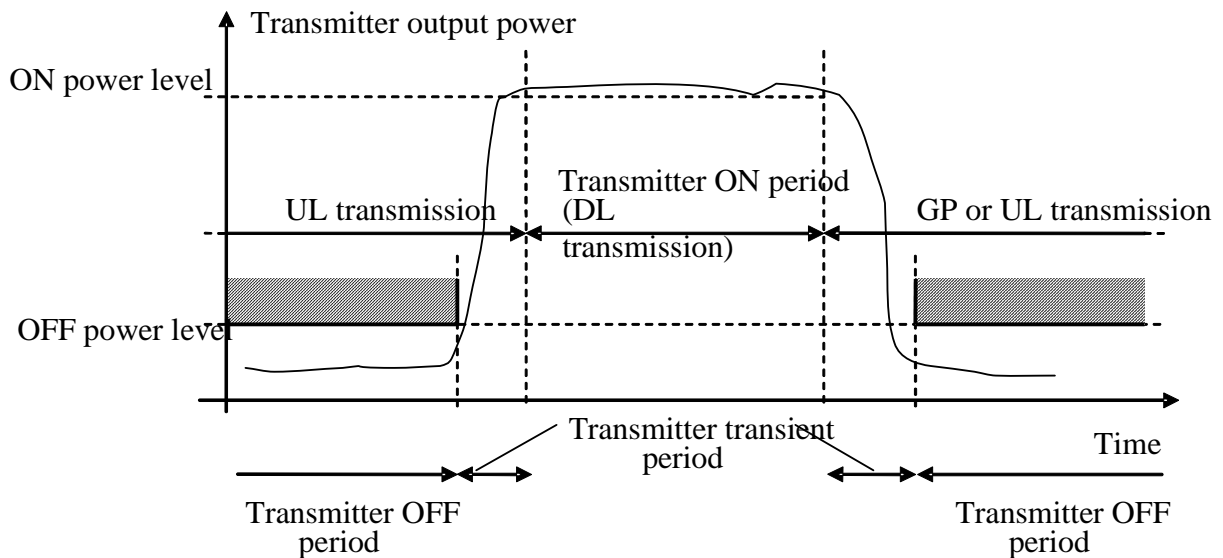 Transmitter output power
ON power level
Transmitter ON period
(DL
transmission)
UL transmission
GP or UL transmission
OFF power level
Transmitter transient
period
Time
Transmitter OFF
period
Transmitter OFF
period